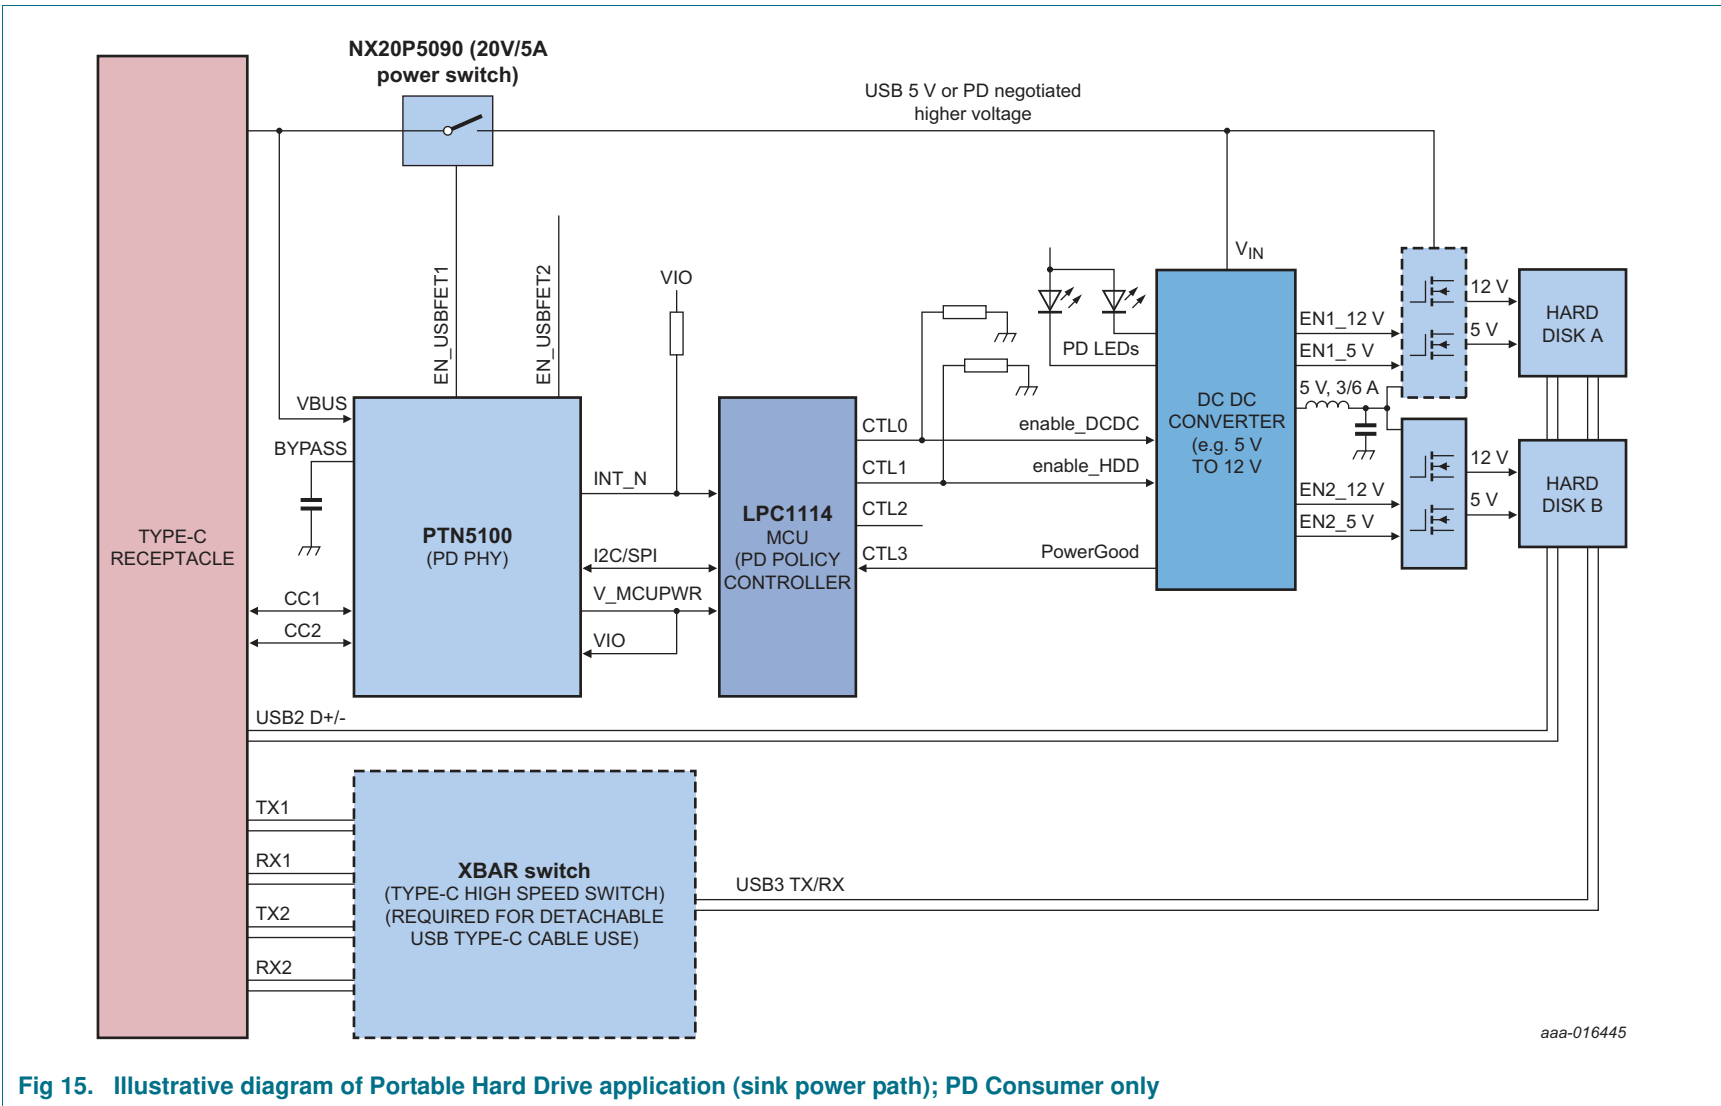 NX20P5090 (20V/5A
power switch)
USB 5 V or PD negotiated
higher voltage
EN_USBFET1
EN_USBFET2
VIO
VIN
PD LEDs
EN1_12 V
EN1_5 V
5 V, 3/6 A
12 V
5 V
HARD
DISK A
VBUS
BYPASS
INT_N
CTL0
enable_DCDC
CTL1
enable_HDD
CTL2
CTL3
PowerGood
DC DC
CONVERTER
(e.g. 5 V
TO 12 V
EN2_12 V
EN2_5 V
12 V
5 V
HARD
DISK B
TYPE-C
RECEPTACLE
PTN5100
(PD PHY)
LPC1114
MCU
(PD POLICY
CONTROLLER
I2C/SPI
V_MCUPWR
VIO
CC1
CC2
USB2 D+/-
TX1
RX1
TX2
RX2
XBAR switch
(TYPE-C HIGH SPEED SWITCH)
(REQUIRED FOR DETACHABLE
USB TYPE-C CABLE USE)
USB3 TX/RX
aaa-016445
Fig 15. Illustrative diagram of Portable Hard Drive application (sink power path); PD Consumer only